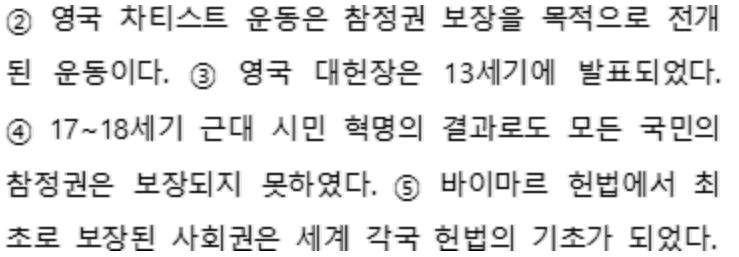 ② 영국 차티스트 운동은 참정권 보장을 목적으로 전개
된 운동이다. ③ 영국 대헌장은 13세기에 발표되었다.
④ 17~18세기 근대 시민 혁명의 결과로도 모든 국민의
참정권은 보장되지 못하였다. ⑤ 바이마르 헌법에서 최
초로 보장된 사회권은 세계 각국 헌법의 기초가 되었다.